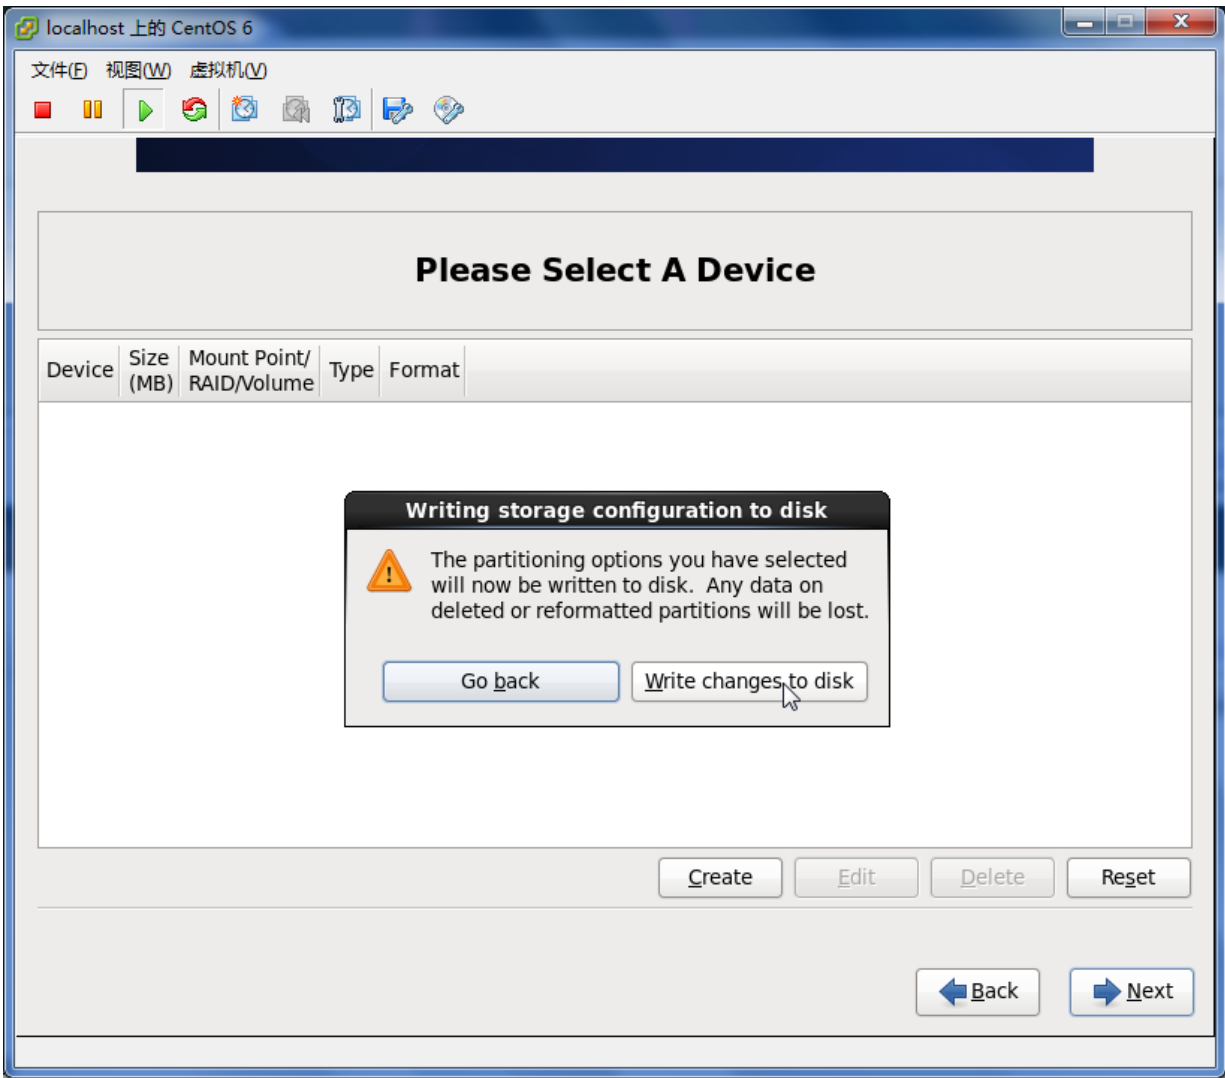 localhost 上的 CentOS 6
文件(F) 视图(W) 虚拟机(V)
Please Select A Device
Device Size (MB) Mount Point/ RAID/Volume Type Format
Writing storage configuration to disk
The partitioning options you have selected
will now be written to disk. Any data on
deleted or reformatted partitions will be lost.
Go back Write changes to disk
Create Edit Delete Reset
Back Next